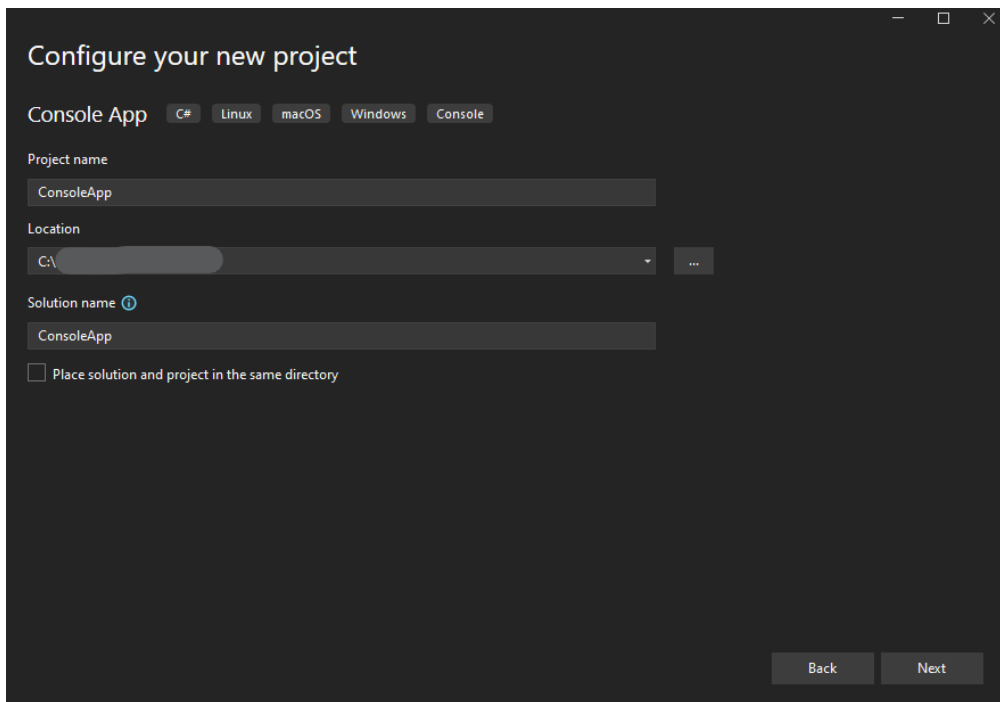 Configure your new project
Console App C# Linux macOS Windows Console
Project name
ConsoleApp
Location
C:\
...
Solution name
ConsoleApp
Place solution and project in the same directory
Back Next